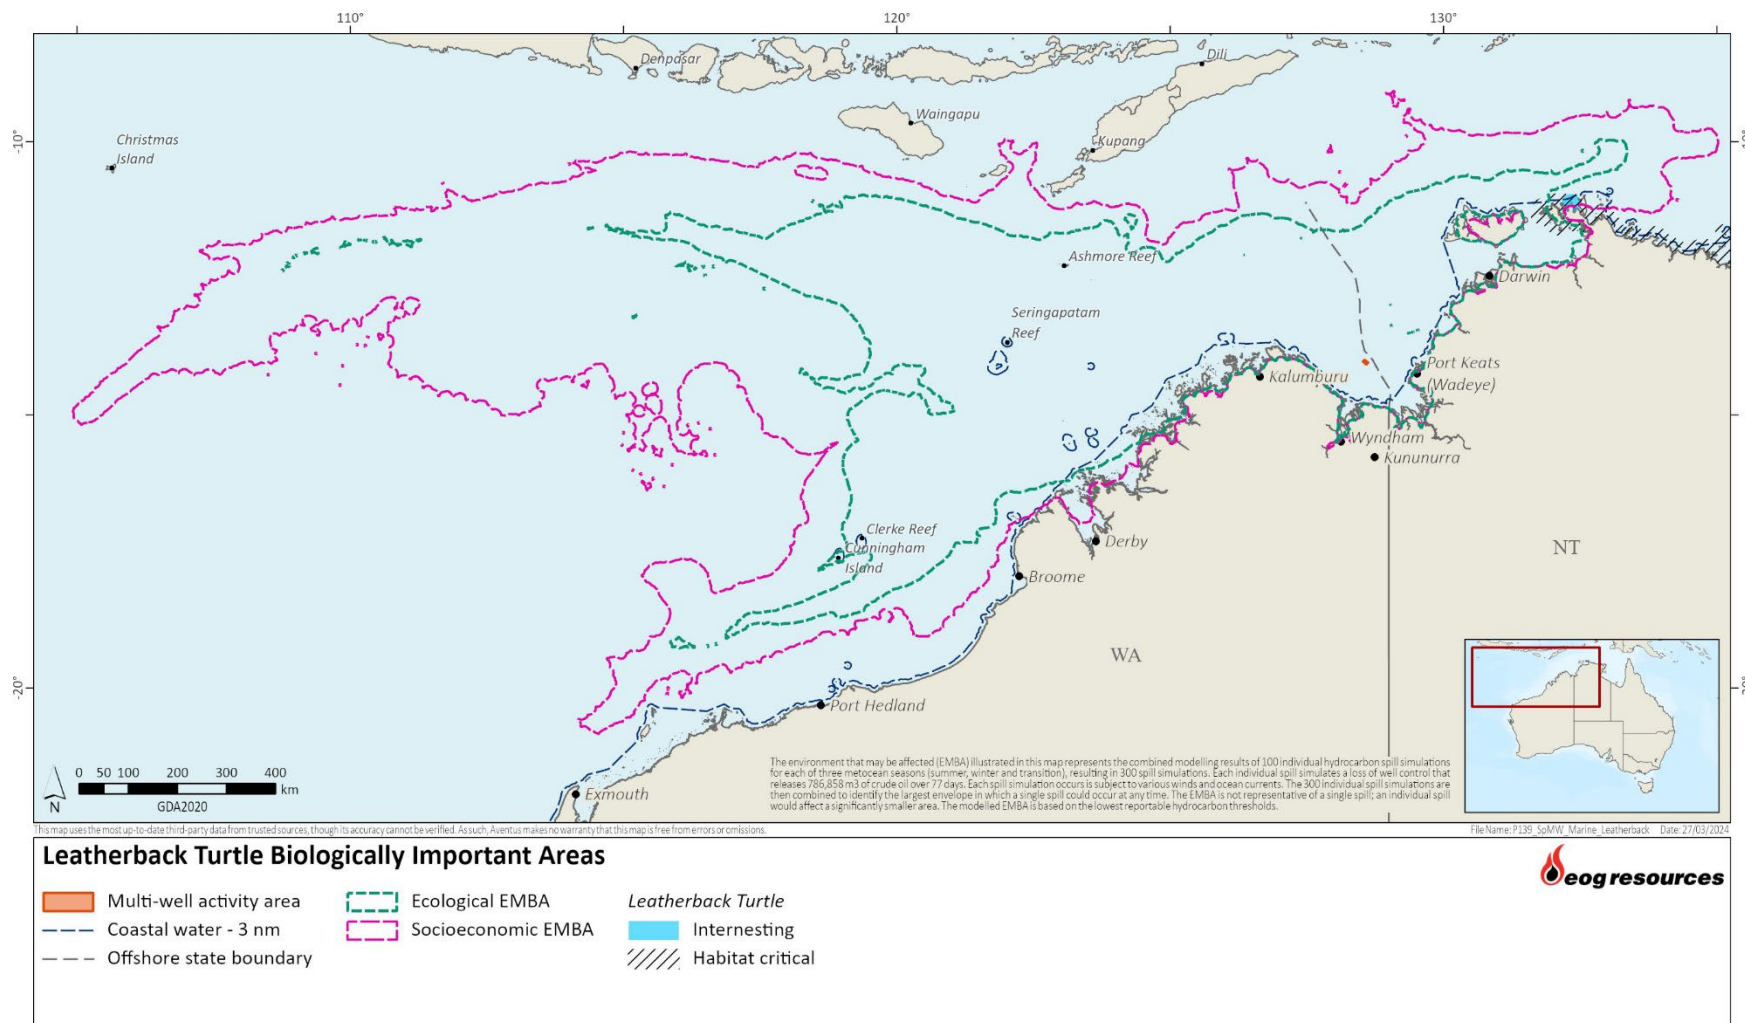 110°
120°
130°
Denpasar
Dili
Waingapu
-10°
Christmas
Island
Kupang
Ashmore Reef
Darwin
Seringapatam
Reef
Port Keats
(Wadeye)
Kalumburu
Wyndham
Kununurra
Clerke Reef
Cunningham
Island
Derby
NT
Broome
WA
-20°
Port Hedland
0 50 100 200 300 400
km
N
GDA2020
Exmouth
The environment that may be affected (EMBA) illustrated in this map represents the combined modelling results of 100 individual hydrocarbon spill simulations
for each of three metocean seasons (summer, winter and transition), resulting in 300 spill simulations. Each individual spill simulates a loss of well control that
releases 786,858 m3 of crude oil over 77 days. Each spill simulation occurs is subject to various winds and ocean currents. The 300 individual spill simulations are
then combined to identify the largest envelope in which a single spill could occur at any time. The EMBA is not representative of a single spill; an individual spill
would affect a significantly smaller area. The modelled EMBA is based on the lowest reportable hydrocarbon thresholds.
This map uses the most up-to-date third-party data from trusted sources, though its accuracy cannot be verified. As such, Aventus makes no warranty that this map is free from errors or omissions.
File Name: P139_SpMW_Marine_Leatherback Date: 27/03/2024
Leatherback Turtle Biologically Important Areas
eog resources
Multi-well activity area
Ecological EMBA
Leatherback Turtle
Coastal water - 3 nm
Socioeconomic EMBA
Internesting
Offshore state boundary
Habitat critical